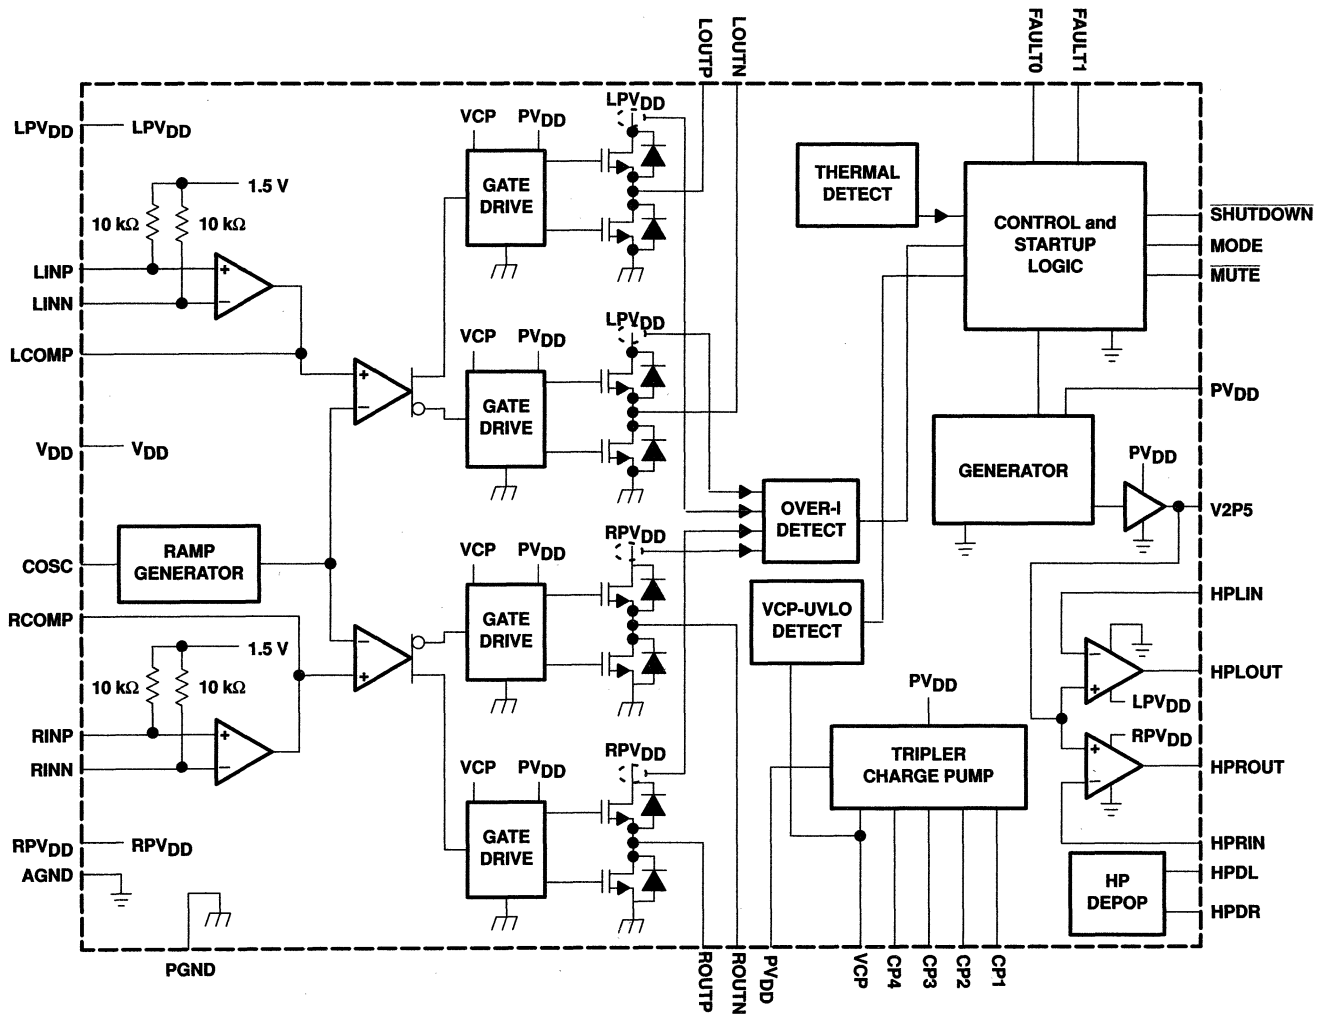 LOUTP
LOUTN
FAULT0
FAULT1
LPVDD
LPVDD
1.5 V
10 kΩ
10 kΩ
LINP
+
LINN
−
LCOMP
+
−
VDD
VDD
COSC
RAMP
GENERATOR
RCOMP
−
+
1.5 V
10 kΩ
10 kΩ
RINP
+
RINN
−
RPVDD
RPVDD
AGND
PGND
VCP
PVDD
LPVDD
GATE
DRIVE
VCP
PVDD
LPVDD
GATE
DRIVE
VCP
PVDD
RPVDD
GATE
DRIVE
VCP
PVDD
RPVDD
GATE
DRIVE
THERMAL
DETECT
CONTROL and
STARTUP
LOGIC
SHUTDOWN
MODE
MUTE
PVDD
GENERATOR
PVDD
V2P5
OVER-I
DETECT
VCP-UVLO
DETECT
HPLIN
−
HPLOUT
+
LPVDD
RPVDD
+
HPROUT
−
HPRIN
PVDD
TRIPLER
CHARGE PUMP
HP
DEPOP
HPDL
HPDR
ROUTP
ROUTN
PVDD
VCP
CP4
CP3
CP2
CP1